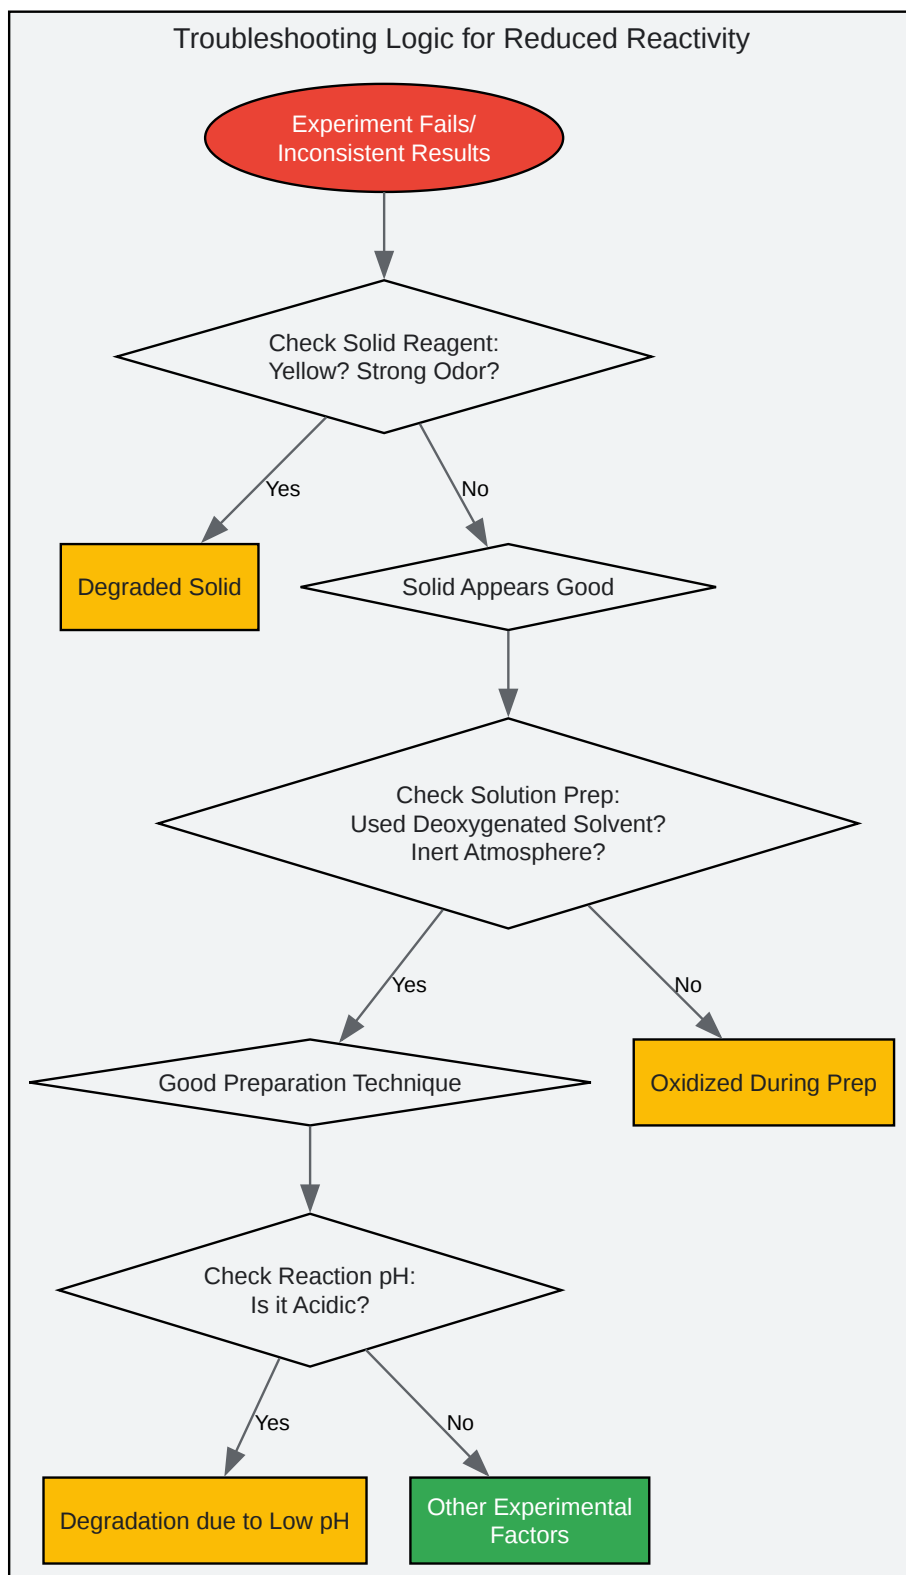 Troubleshooting Logic for Reduced Reactivity
Experiment Fails/
Inconsistent Results
Check Solid Reagent:
Yellow? Strong Odor?
Yes
No
Degraded Solid
Solid Appears Good
Check Solution Prep:
Used Deoxygenated Solvent?
Inert Atmosphere?
Yes
No
Good Preparation Technique
Oxidized During Prep
Check Reaction pH:
Is it Acidic?
Yes
No
Degradation due to Low pH
Other Experimental
Factors